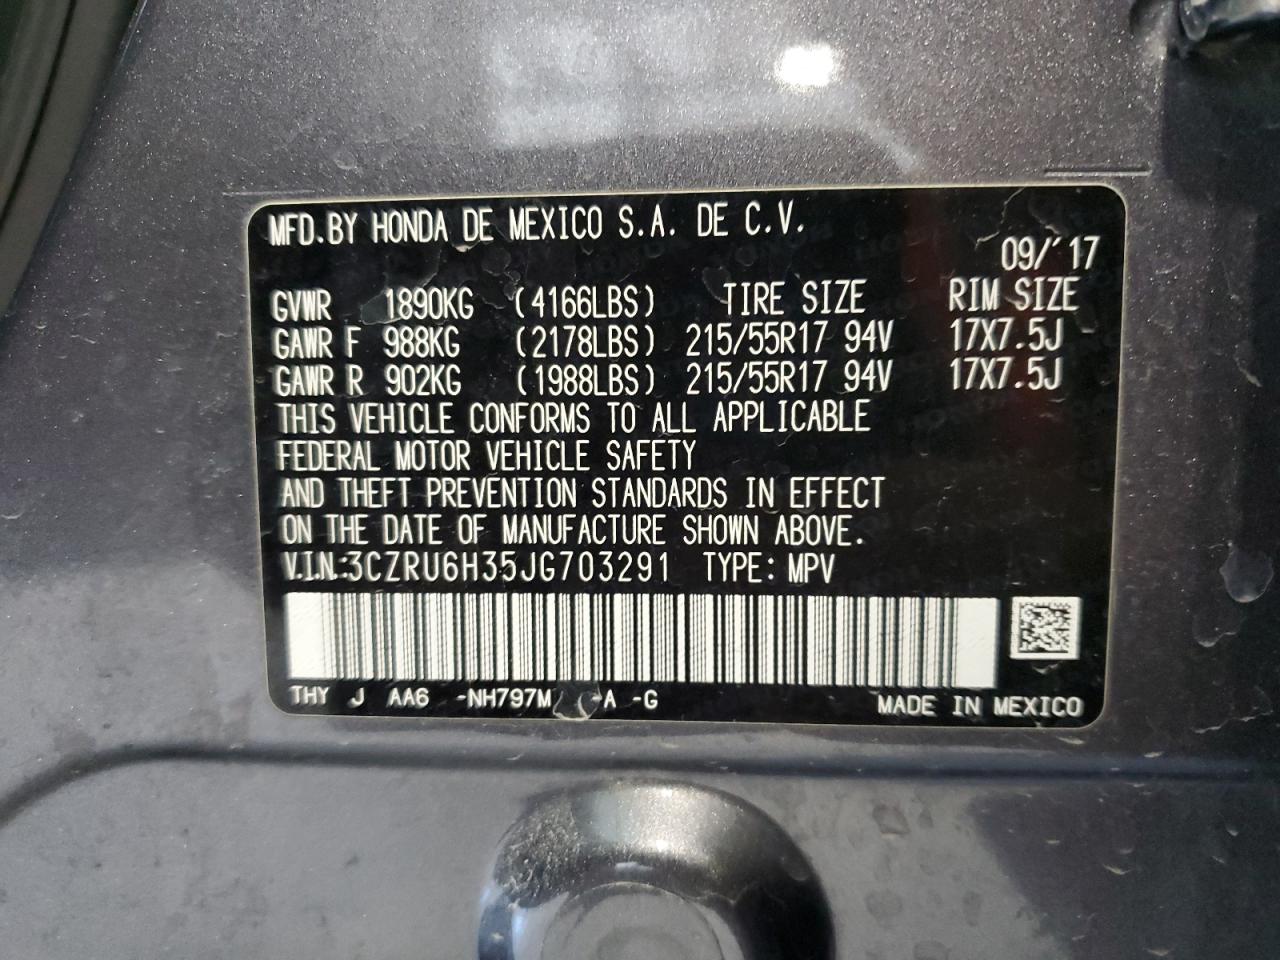 MFD.BY HONDA DE MEXICO S.A. DE C.V.
09/'17
GVWR 1890KG (4166LBS) TIRE SIZE RIM SIZE
GAWR F 988KG (2178LBS) 215/55R17 94V 17X7.5J
GAWR R 902KG (1988LBS) 215/55R17 94V 17X7.5J
THIS VEHICLE CONFORMS TO ALL APPLICABLE
FEDERAL MOTOR VEHICLE SAFETY
AND THEFT PREVENTION STANDARDS IN EFFECT
ON THE DATE OF MANUFACTURE SHOWN ABOVE.
V.I.N.:3CZRU6H35JG703291 TYPE: MPV
THY J AA6 -NH797M -A -G MADE IN MEXICO